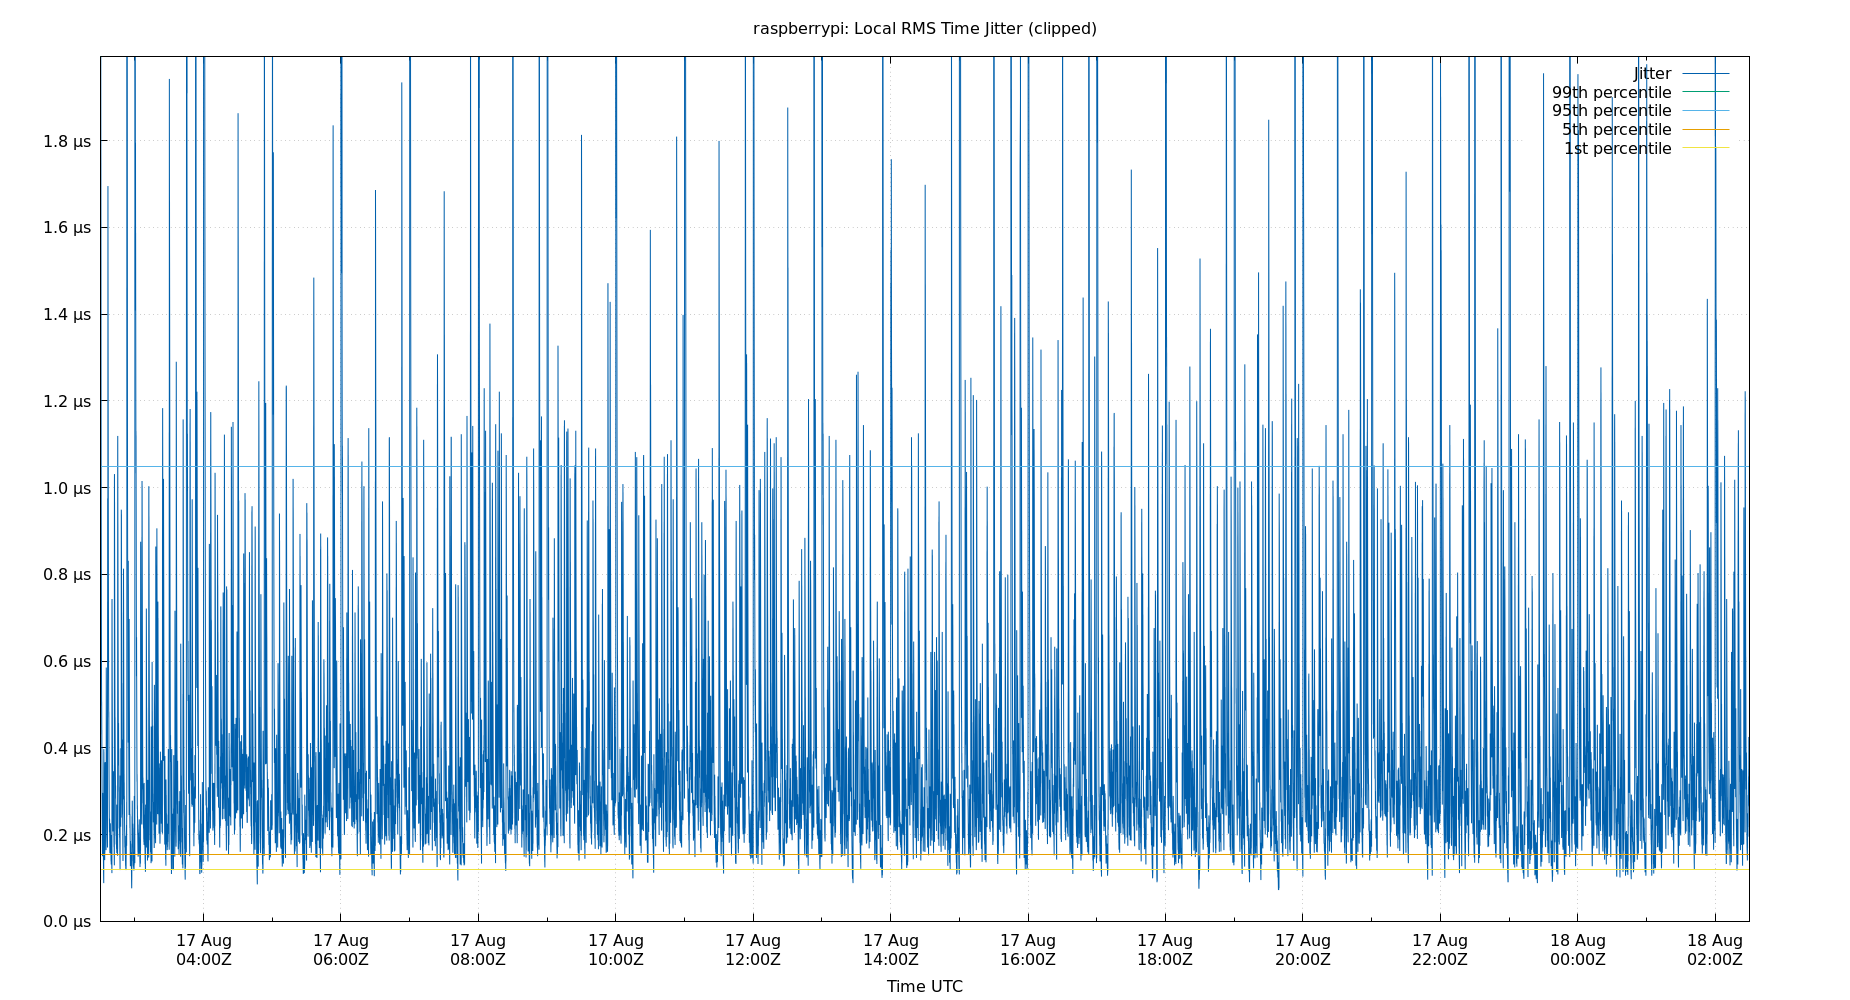 raspberrypi: Local RMS Time Jitter (clipped)
Jitter
99th percentile
95th percentile
5th percentile
1st percentile
1.8 µs
1.6 µs
1.4 µs
1.2 µs
1.0 µs
0.8 µs
0.6 µs
0.4 µs
0.2 µs
0.0 µs
17 Aug 17 Aug 17 Aug 17 Aug 17 Aug 17 Aug 17 Aug 17 Aug 17 Aug 17 Aug 18 Aug 18 Aug
04:00Z 06:00Z 08:00Z 10:00Z 12:00Z 14:00Z 16:00Z 18:00Z 20:00Z 22:00Z 00:00Z 02:00Z
Time UTC